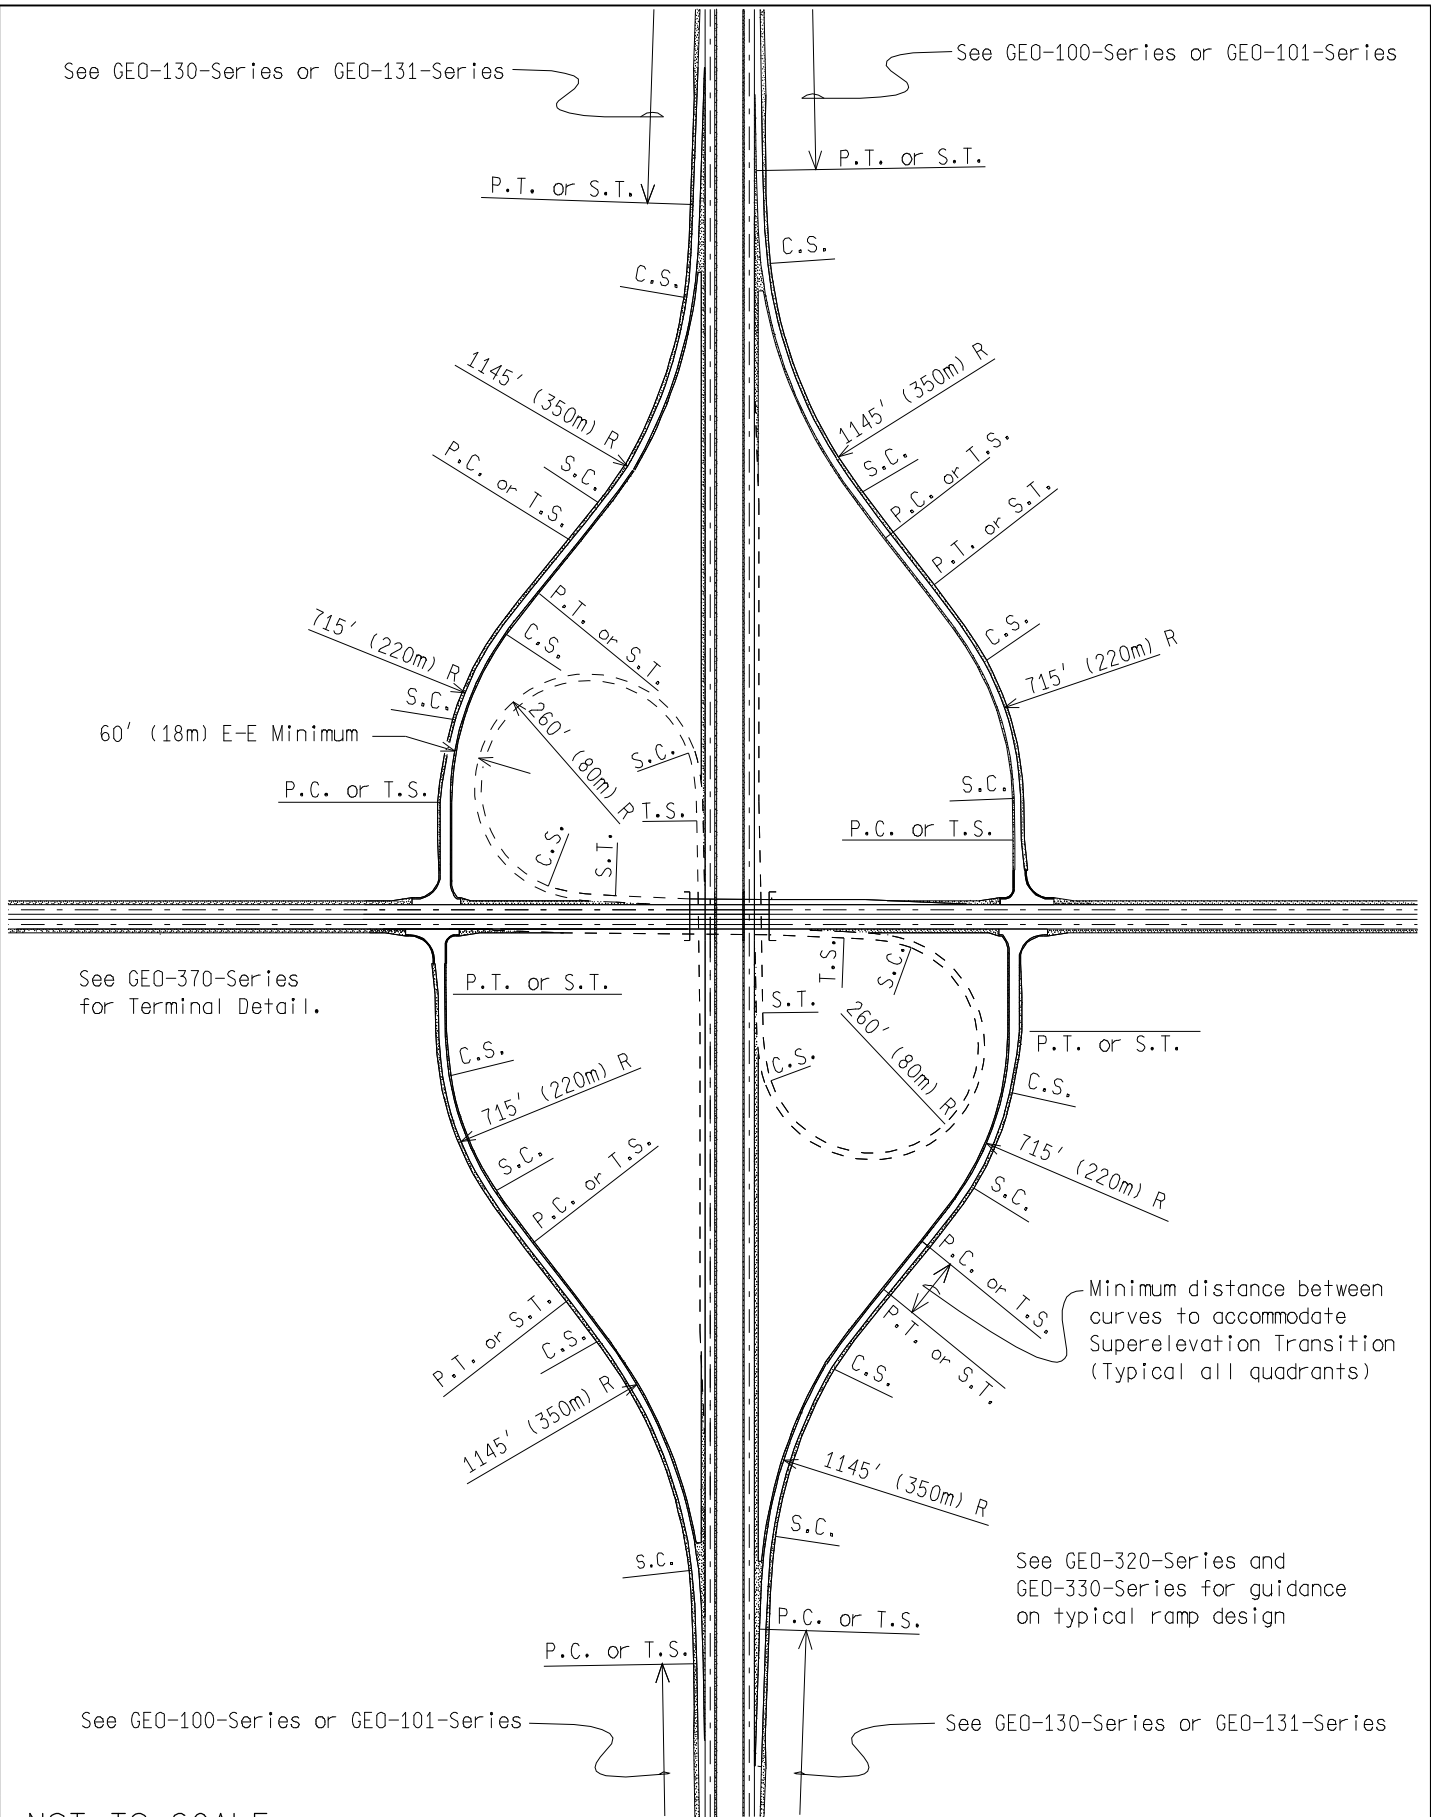 See GEO-130-Series or GEO-131-Series
See GEO-100-Series or GEO-101-Series
P.T. or S.T.
P.T. or S.T.
C.S.
C.S.
1145' (350m) R
1145' (350m) R
S.C.
P.C. or T.S.
S.C.
P.C. or T.S.
P.T. or S.T.
P.T. or S.T.
C.S.
C.S.
715' (220m) R
715' (220m) R
S.C.
60' (18m) E-E Minimum
260' (80m) R
S.C.
P.C. or T.S.
T.S.
S.C.
P.C. or T.S.
C.S.
S.T.
See GEO-370-Series
for Terminal Detail.
P.T. or S.T.
T.S.
S.C.
S.T.
260' (80m) R
P.T. or S.T.
C.S.
C.S.
C.S.
715' (220m) R
715' (220m) R
S.C.
S.C.
P.C. or T.S.
P.C. or T.S.
Minimum distance between
curves to accommodate
Superelevation Transition
(Typical all quadrants)
P.T. or S.T.
P.T. or S.T.
C.S.
C.S.
1145' (350m) R
1145' (350m) R
S.C.
S.C.
See GEO-320-Series and
GEO-330-Series for guidance
on typical ramp design
P.C. or T.S.
P.C. or T.S.
See GEO-100-Series or GEO-101-Series
See GEO-130-Series or GEO-131-Series
NOT TO SCALE